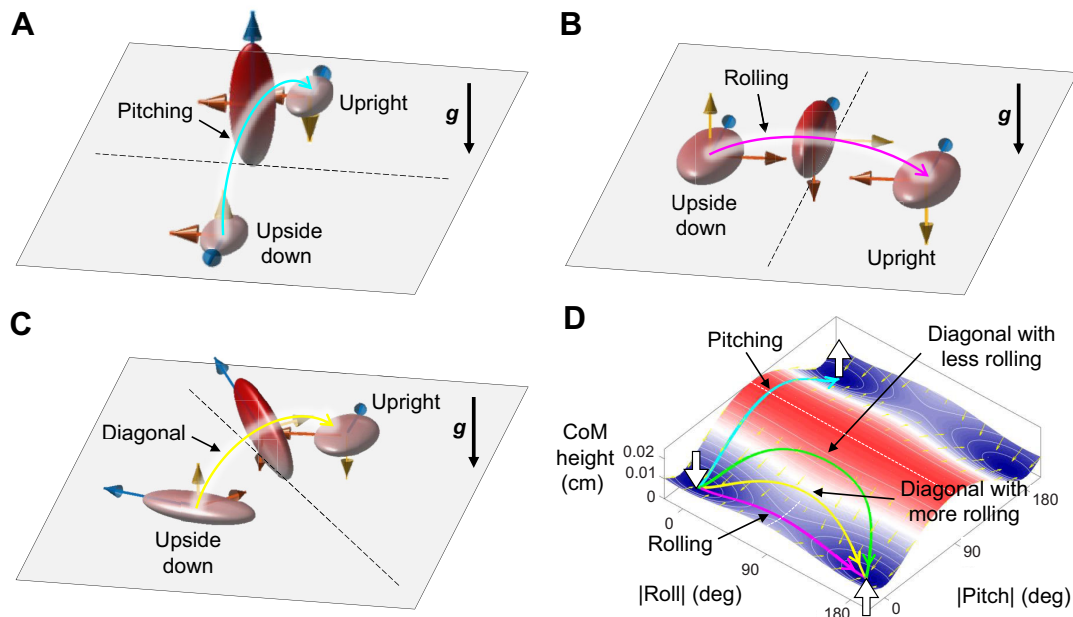 A
Pitching
Upright
g
Upside
down
B
Rolling
g
Upside
down
Upright
C
Diagonal
Upright
g
Upside
down
D
Pitching
Diagonal with
less rolling
CoM
height
(cm)
0.02
0.01
0
Diagonal with
more rolling
Rolling
0
90
180
|Roll| (deg)
0
90
180
|Pitch| (deg)